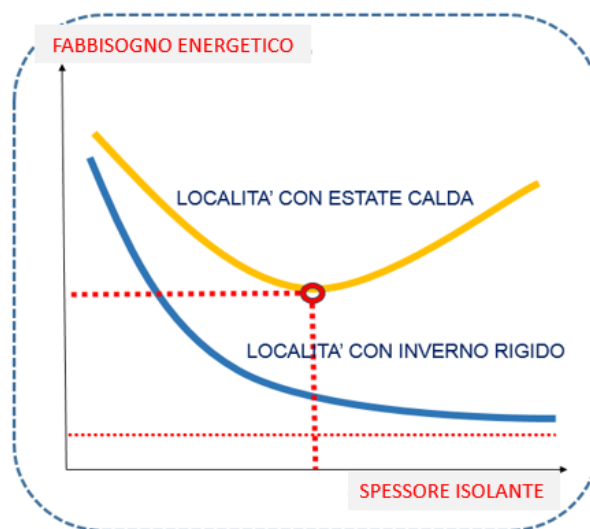 FABBISOGNO ENERGETICO
LOCALITA' CON ESTATE CALDA
LOCALITA' CON INVERNO RIGIDO
SPESSORE ISOLANTE